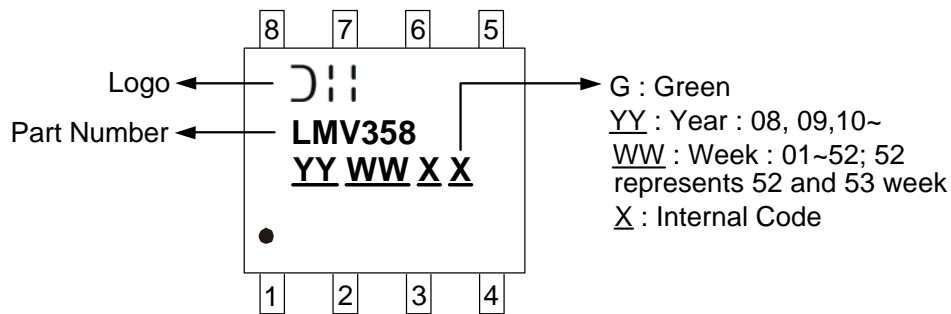 8 7 6 5
Logo
Part Number
LMV358
YY WW X X
G : Green
YY : Year : 08, 09,10~
WW : Week : 01~52; 52
represents 52 and 53 week
X : Internal Code
1 2 3 4